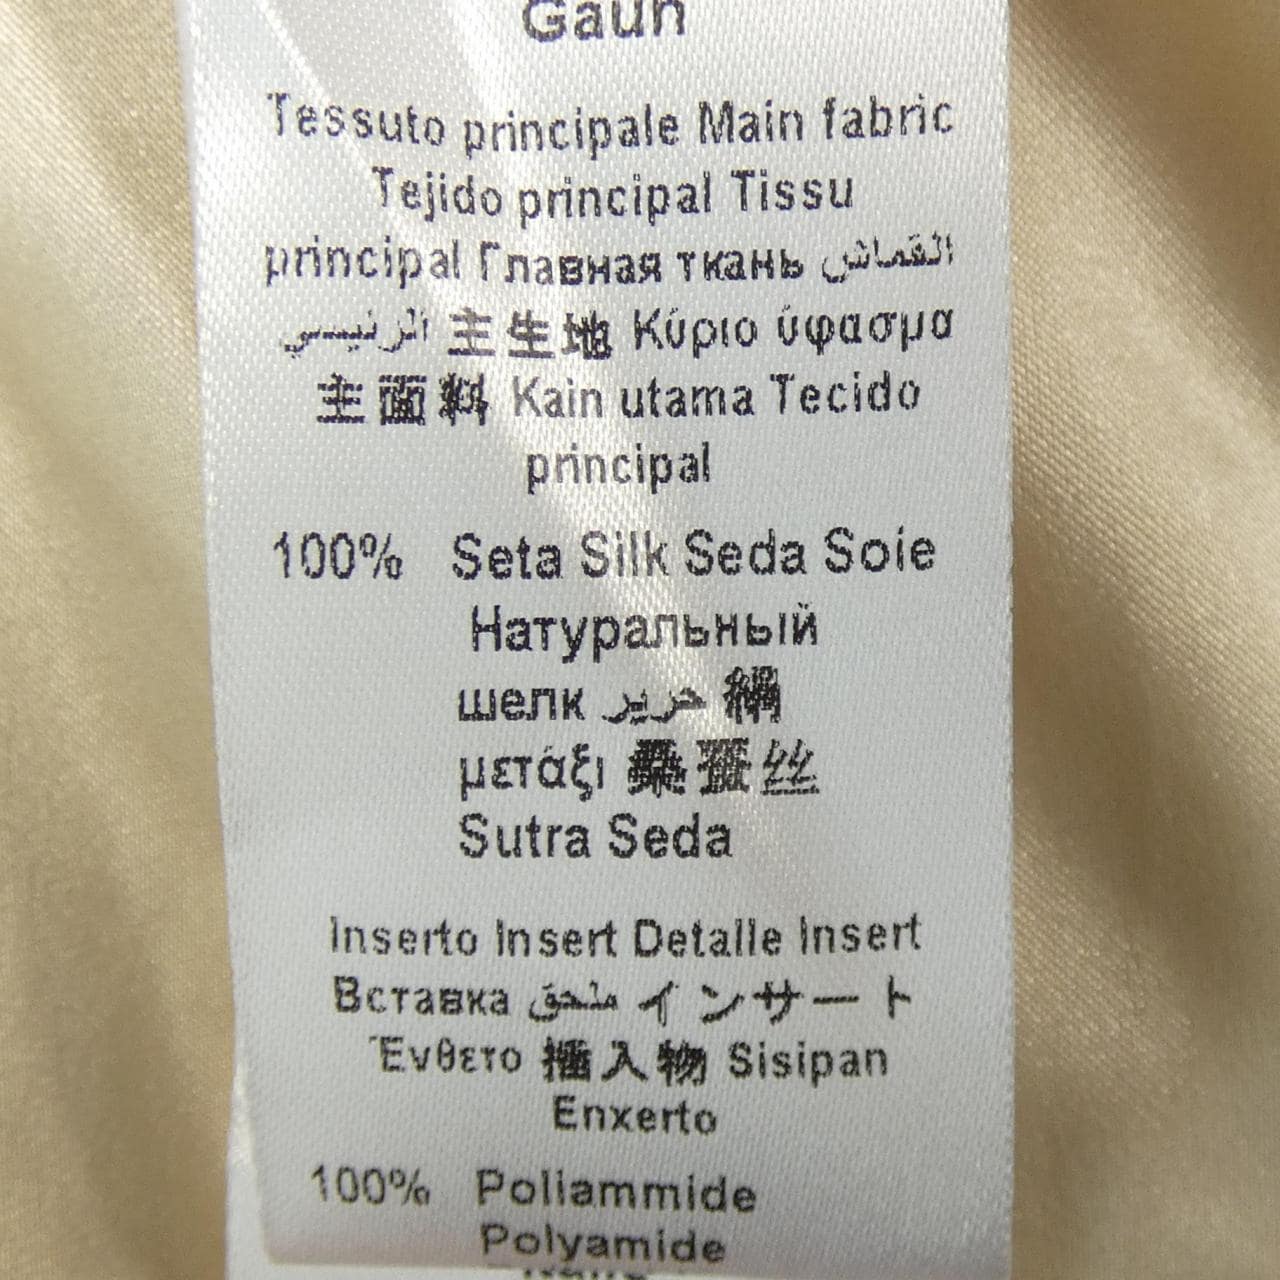 Gaun
Tessuto principale Main fabric
Tejido principal Tissu
principal Главная ткань القماش
الرئيسي 主生地 Κύριο ύφασμα
主面料 Kain utama Tecido
principal
100% Seta Silk Seda Soie
Натуральный
шелк حرير 絹
μετάξι 桑蚕丝
Sutra Seda
Inserto Insert Detalle Insert
Вставка ملحق インサート
Ένθετο 插入物 Sisipan
Enxerto
100% Poliammide
Polyamide